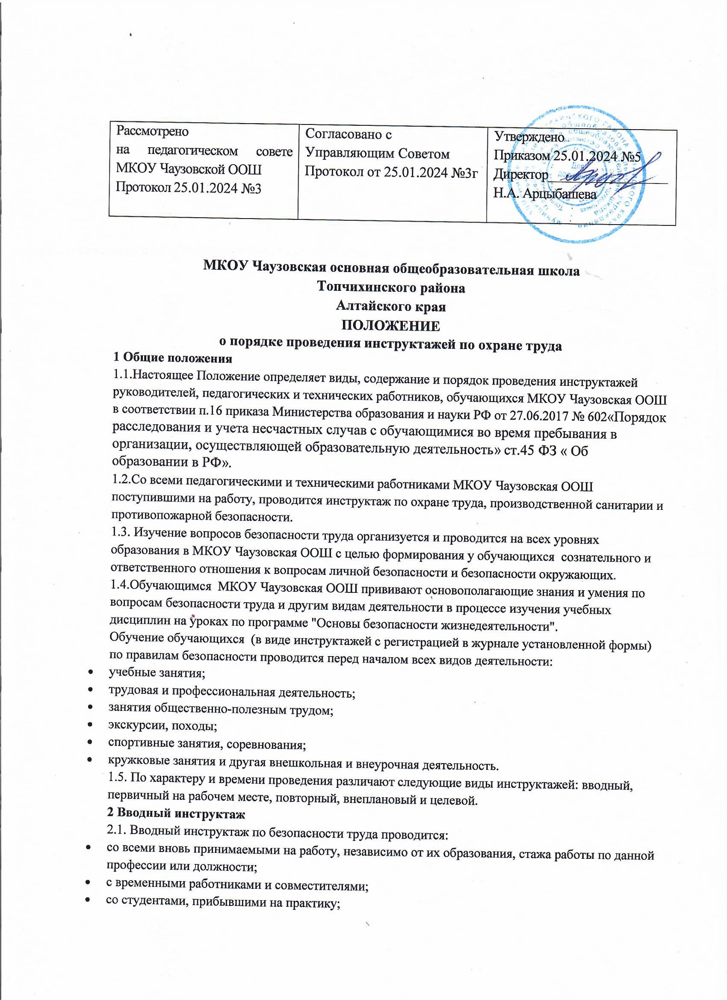 Рассмотрено
на педагогическом совете
МКОУ Чаузовской ООШ
Протокол 25.01.2024 №3
Согласовано с
Управляющим Советом
Протокол от 25.01.2024 №3г
Утверждено
Приказом 25.01.2024 №5
Директор
Н.А. Арцыбашева
МКОУ Чаузовская основная общеобразовательная школа
Топчихинского района
Алтайского края
ПОЛОЖЕНИЕ
о порядке проведения инструктажей по охране труда
1 Общие положения
1.1.Настоящее Положение определяет виды, содержание и порядок проведения инструктажей
руководителей, педагогических и технических работников, обучающихся МКОУ Чаузовская ООШ
в соответствии п.16 приказа Министерства образования и науки РФ от 27.06.2017 № 602«Порядок
расследования и учета несчастных случав с обучающимися во время пребывания в
организации, осуществляющей образовательную деятельность» ст.45 ФЗ « Об
образовании в РФ».
1.2.Со всеми педагогическими и техническими работниками МКОУ Чаузовская ООШ
поступившими на работу, проводится инструктаж по охране труда, производственной санитарии и
противопожарной безопасности.
1.3. Изучение вопросов безопасности труда организуется и проводится на всех уровнях
образования в МКОУ Чаузовская ООШ с целью формирования у обучающихся  сознательного и
ответственного отношения к вопросам личной безопасности и безопасности окружающих.
1.4.Обучающимся  МКОУ Чаузовская ООШ прививают основополагающие знания и умения по
вопросам безопасности труда и другим видам деятельности в процессе изучения учебных
дисциплин на уроках по программе "Основы безопасности жизнедеятельности".
Обучение обучающихся  (в виде инструктажей с регистрацией в журнале установленной формы)
по правилам безопасности проводится перед началом всех видов деятельности:
• учебные занятия;
• трудовая и профессиональная деятельность;
• занятия общественно-полезным трудом;
• экскурсии, походы;
• спортивные занятия, соревнования;
• кружковые занятия и другая внешкольная и внеурочная деятельность.
1.5. По характеру и времени проведения различают следующие виды инструктажей: вводный,
первичный на рабочем месте, повторный, внеплановый и целевой.
2 Вводный инструктаж
2.1. Вводный инструктаж по безопасности труда проводится:
• со всеми вновь принимаемыми на работу, независимо от их образования, стажа работы по данной
профессии или должности;
• с временными работниками и совместителями;
• со студентами, прибывшими на практику;